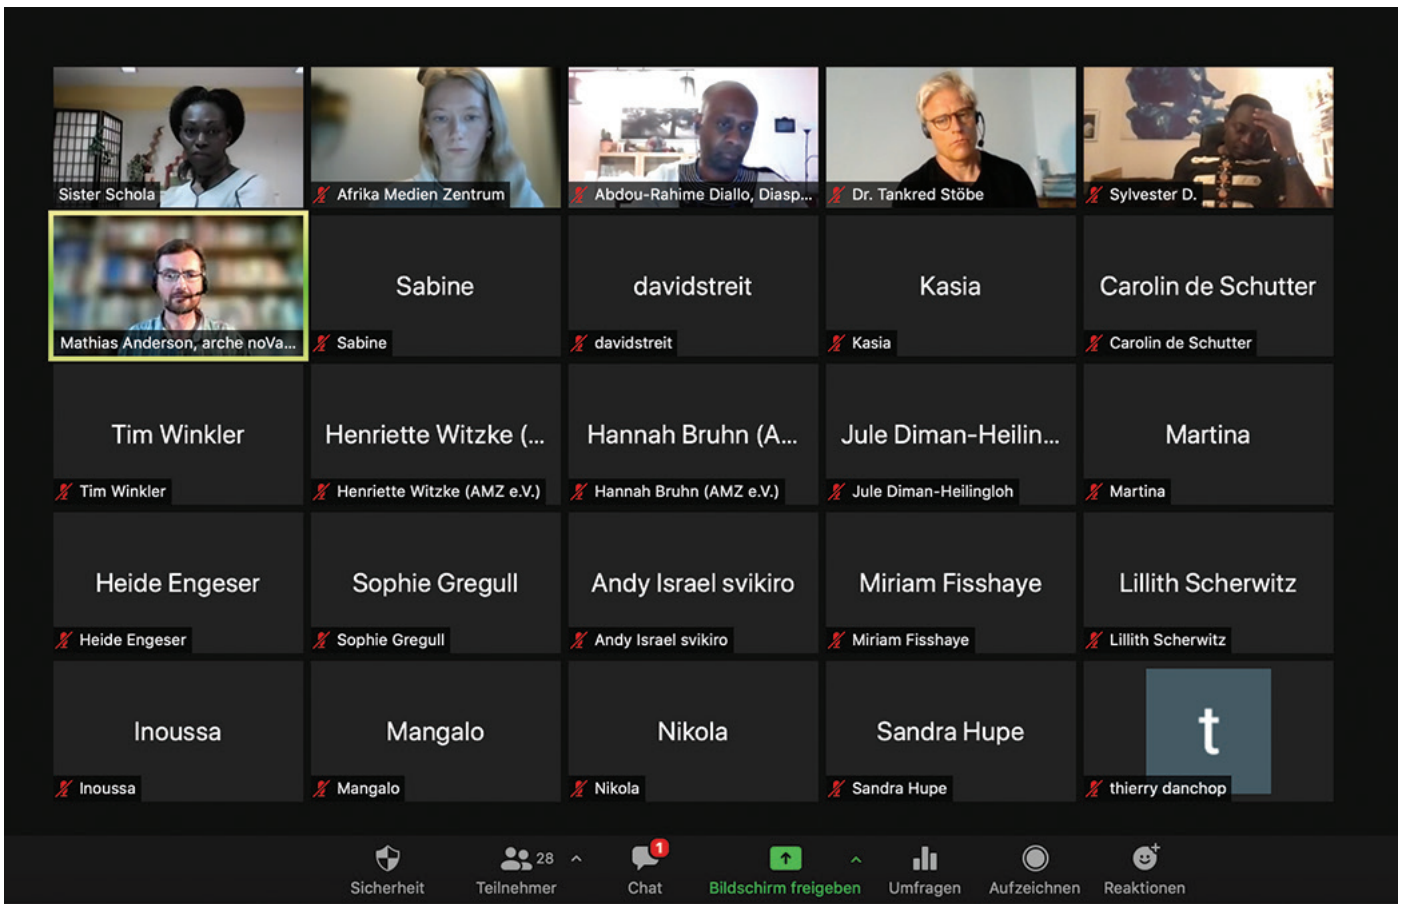 Sister Schola
Afrika Medien Zentrum
Abdou-Rahime Diallo, Diasp...
Dr. Tankred Stöbe
Sylvester D.
Mathias Anderson, arche noVa...
Sabine
Sabine
davidstreit
davidstreit
Kasia
Kasia
Carolin de Schutter
Carolin de Schutter
Tim Winkler
Tim Winkler
Henriette Witzke (...
Henriette Witzke (AMZ e.V.)
Hannah Bruhn (A...
Hannah Bruhn (AMZ e.V.)
Jule Diman-Heilin...
Jule Diman-Heilingloh
Martina
Martina
Heide Engeser
Heide Engeser
Sophie Gregull
Sophie Gregull
Andy Israel svikiro
Andy Israel svikiro
Miriam Fisshaye
Miriam Fisshaye
Lillith Scherwitz
Lillith Scherwitz
Inoussa
Inoussa
Mangalo
Mangalo
Nikola
Nikola
Sandra Hupe
Sandra Hupe
t
thierry danchop
Sicherheit
28
Teilnehmer
1
Chat
Bildschirm freigeben
Umfragen
Aufzeichnen
Reaktionen